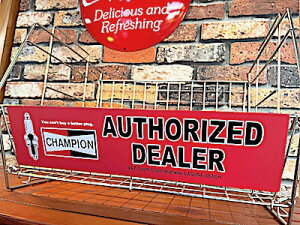 Delicious and
Refreshing
You can't buy a better plug.
CHAMPION
AUTHORIZED
DEALER